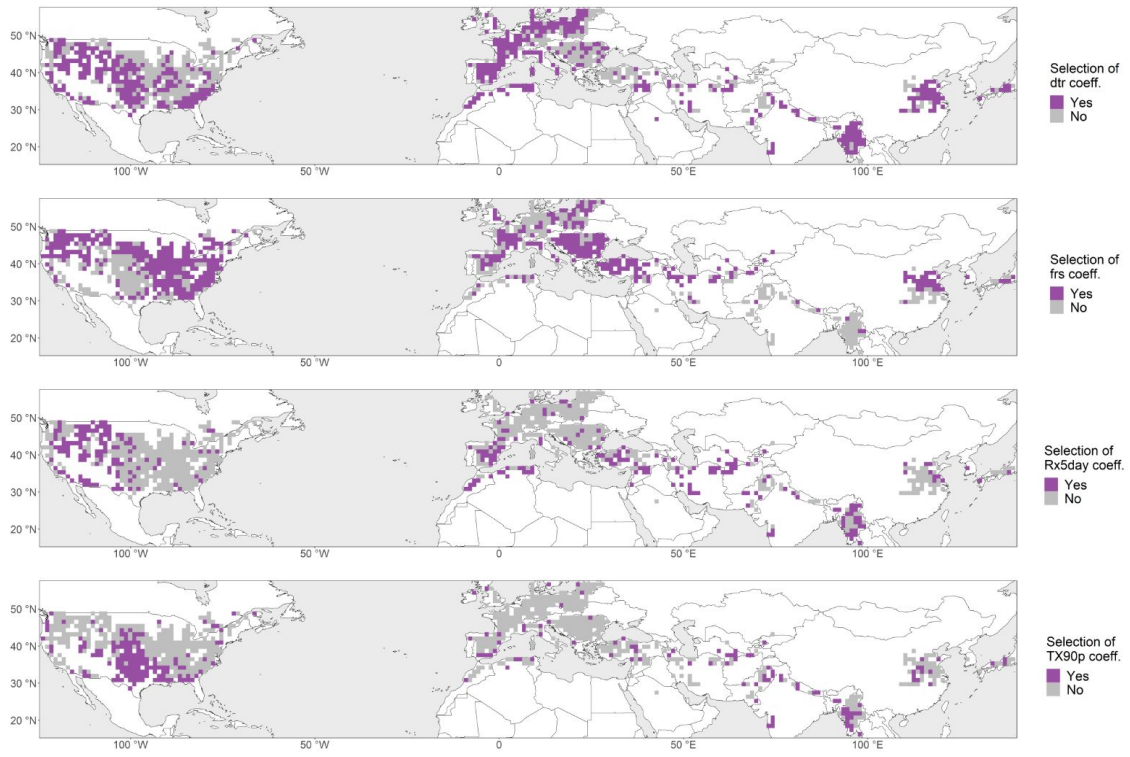 50 °N
40 °N
30 °N
20 °N
100 °W
50 °W
0
50 °E
100 °E
Selection of
dtr coeff.
Yes
No
50 °N
40 °N
30 °N
20 °N
100 °W
50 °W
0
50 °E
100 °E
Selection of
frs coeff.
Yes
No
50 °N
40 °N
30 °N
20 °N
100 °W
50 °W
0
50 °E
100 °E
Selection of
Rx5day coeff.
Yes
No
50 °N
40 °N
30 °N
20 °N
100 °W
50 °W
0
50 °E
100 °E
Selection of
TX90p coeff.
Yes
No